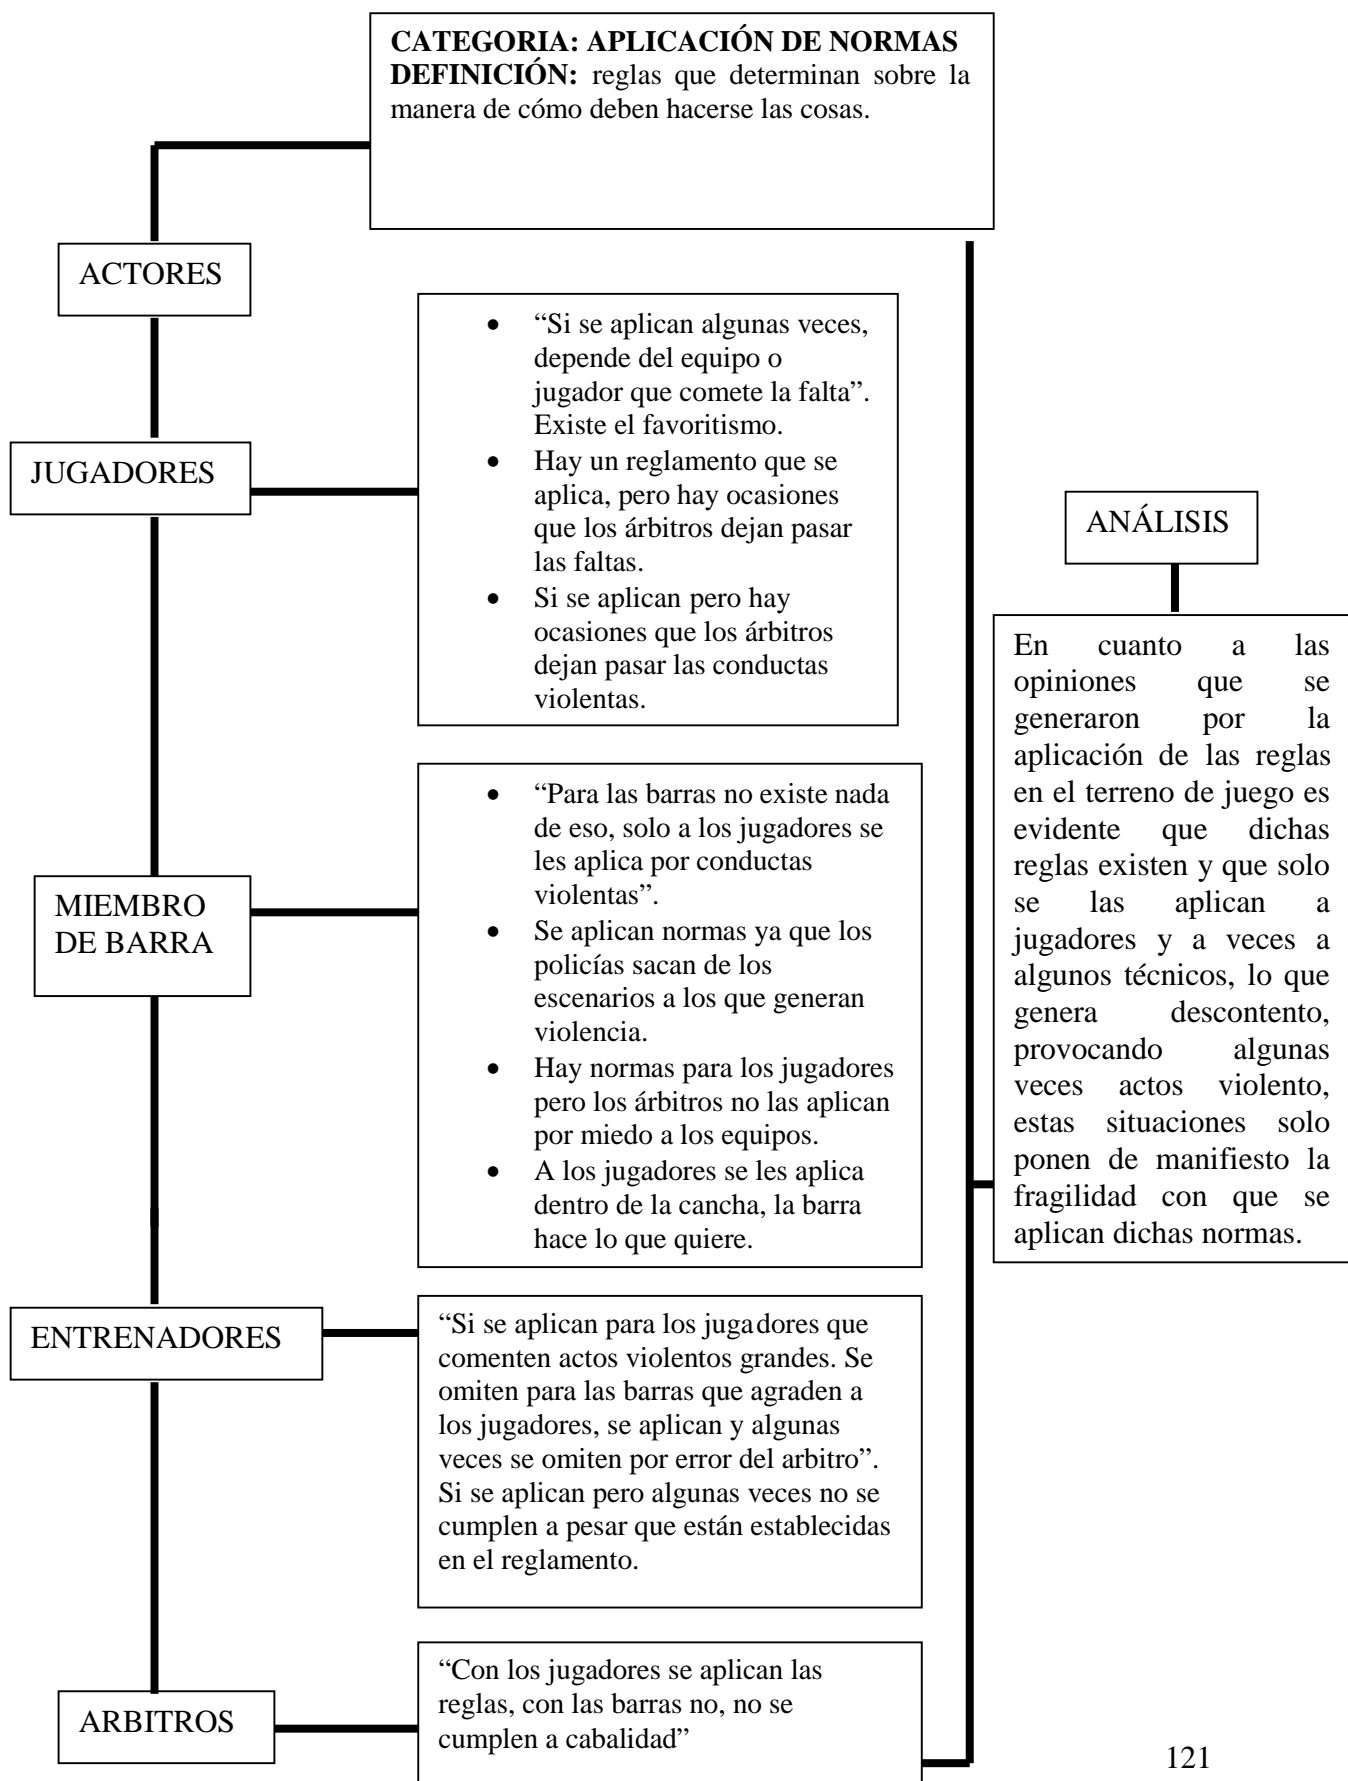 CATEGORIA: APLICACIÓN DE NORMAS
DEFINICIÓN: reglas que determinan sobre la
manera de cómo deben hacerse las cosas.
ACTORES
JUGADORES
• “Si se aplican algunas veces,
depende del equipo o
jugador que comete la falta”.
Existe el favoritismo.
• Hay un reglamento que se
aplica, pero hay ocasiones
que los árbitros dejan pasar
las faltas.
• Si se aplican pero hay
ocasiones que los árbitros
dejan pasar las conductas
violentas.
MIEMBRO
DE BARRA
• “Para las barras no existe nada
de eso, solo a los jugadores se
les aplica por conductas
violentas”.
• Se aplican normas ya que los
policías sacan de los
escenarios a los que generan
violencia.
• Hay normas para los jugadores
pero los árbitros no las aplican
por miedo a los equipos.
• A los jugadores se les aplica
dentro de la cancha, la barra
hace lo que quiere.
ENTRENADORES
“Si se aplican para los jugadores que
comenten actos violentos grandes. Se
omiten para las barras que agraden a
los jugadores, se aplican y algunas
veces se omiten por error del arbitro”.
Si se aplican pero algunas veces no se
cumplen a pesar que están establecidas
en el reglamento.
ARBITROS
“Con los jugadores se aplican las
reglas, con las barras no, no se
cumplen a cabalidad”
ANÁLISIS
En cuanto a las
opiniones que se
generaron por la
aplicación de las reglas
en el terreno de juego es
evidente que dichas
reglas existen y que solo
se las aplican a
jugadores y a veces a
algunos técnicos, lo que
genera descontento,
provocando algunas
veces actos violento,
estas situaciones solo
ponen de manifiesto la
fragilidad con que se
aplican dichas normas.
121